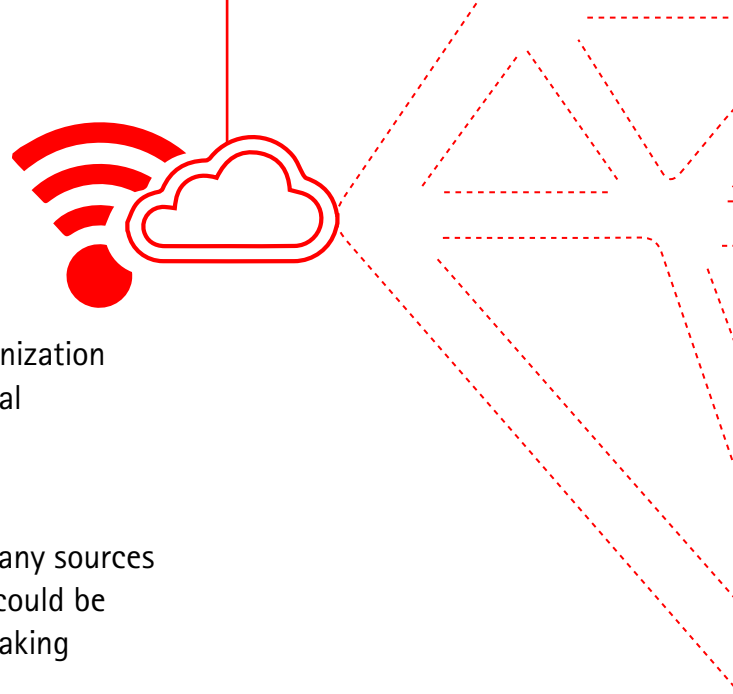 nization
al
any sources
could be
aking